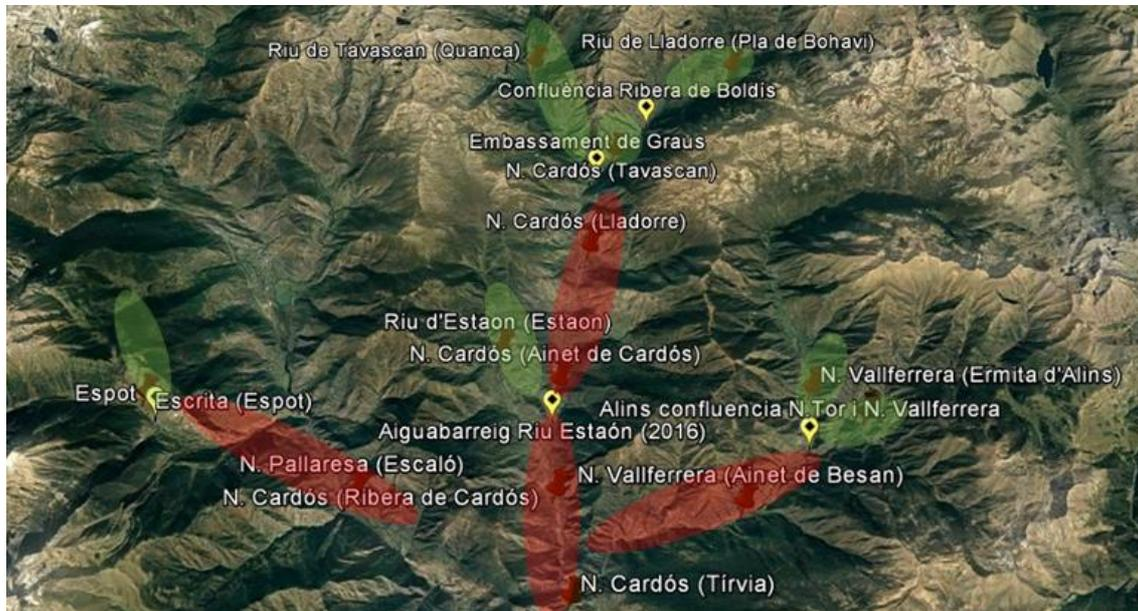 Riu de Tavascan (Quanca)
Riu de Lladorre (Pla de Bohavi)
Confluència Ribera de Boldís
Embassament de Graus
N. Cardós (Tavascan)
N. Cardós (Lladorre)
Riu d'Estaon (Estaon)
N. Cardós (Ainet de Cardós)
N. Vallferrera (Ermita d'Alins)
Espot
Escrita (Espot)
Alins confluencia N.Tor i N. Vallferrera
Aiguabarreig Riu Estaón (2016)
N. Pallaresa (Escaló)
N. Vallferrera (Ainet de Besan)
N. Cardós (Ribera de Cardós)
N. Cardós (Tírvia)